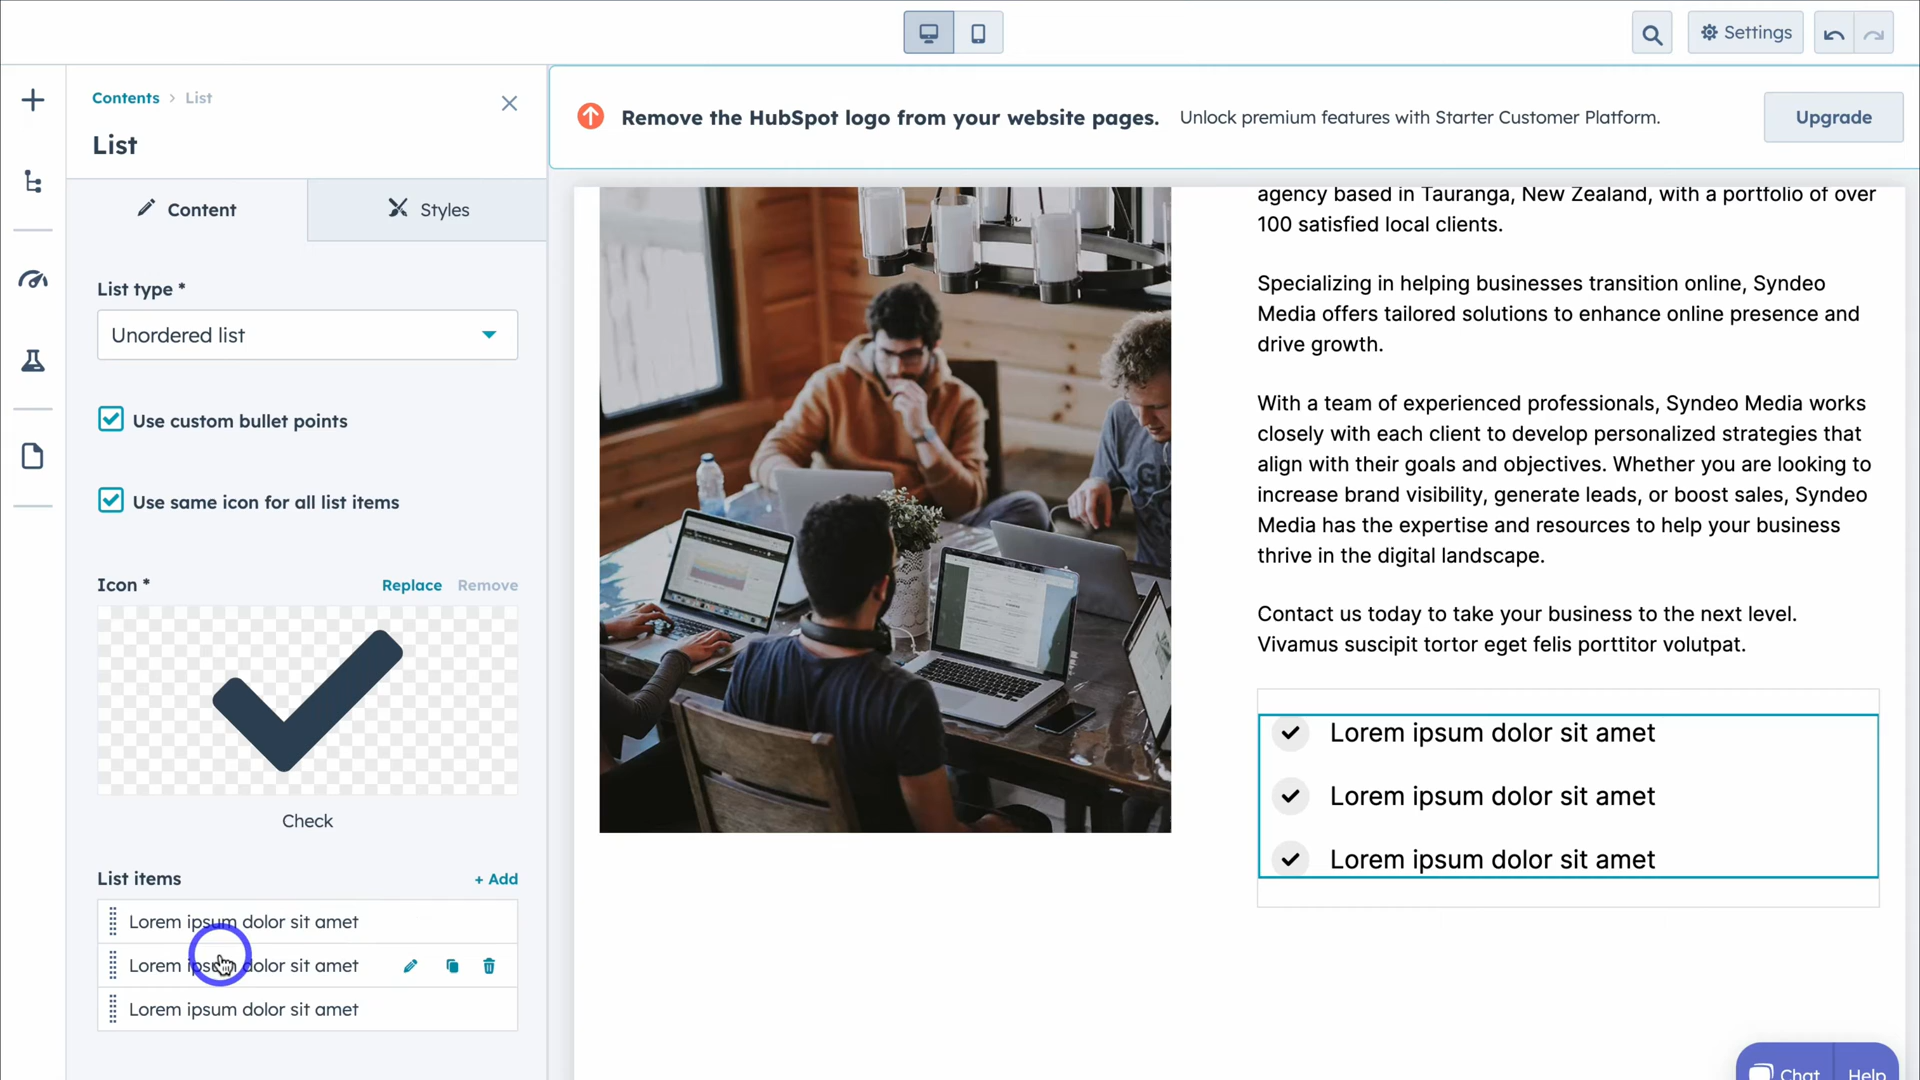 Settings
Contents > List
List
Content
Styles
List type *
Unordered list
Use custom bullet points
Use same icon for all list items
Icon *
Replace
Remove
Check
List items
+ Add
Lorem ipsum dolor sit amet
Lorem ipsum dolor sit amet
Lorem ipsum dolor sit amet
Remove the HubSpot logo from your website pages. Unlock premium features with Starter Customer Platform.
Upgrade
agency based in Tauranga, New Zealand, with a portfolio of over
100 satisfied local clients.
Specializing in helping businesses transition online, Syndeo
Media offers tailored solutions to enhance online presence and
drive growth.
With a team of experienced professionals, Syndeo Media works
closely with each client to develop personalized strategies that
align with their goals and objectives. Whether you are looking to
increase brand visibility, generate leads, or boost sales, Syndeo
Media has the expertise and resources to help your business
thrive in the digital landscape.
Contact us today to take your business to the next level.
Vivamus suscipit tortor eget felis porttitor volutpat.
Lorem ipsum dolor sit amet
Lorem ipsum dolor sit amet
Lorem ipsum dolor sit amet
Chat
Help